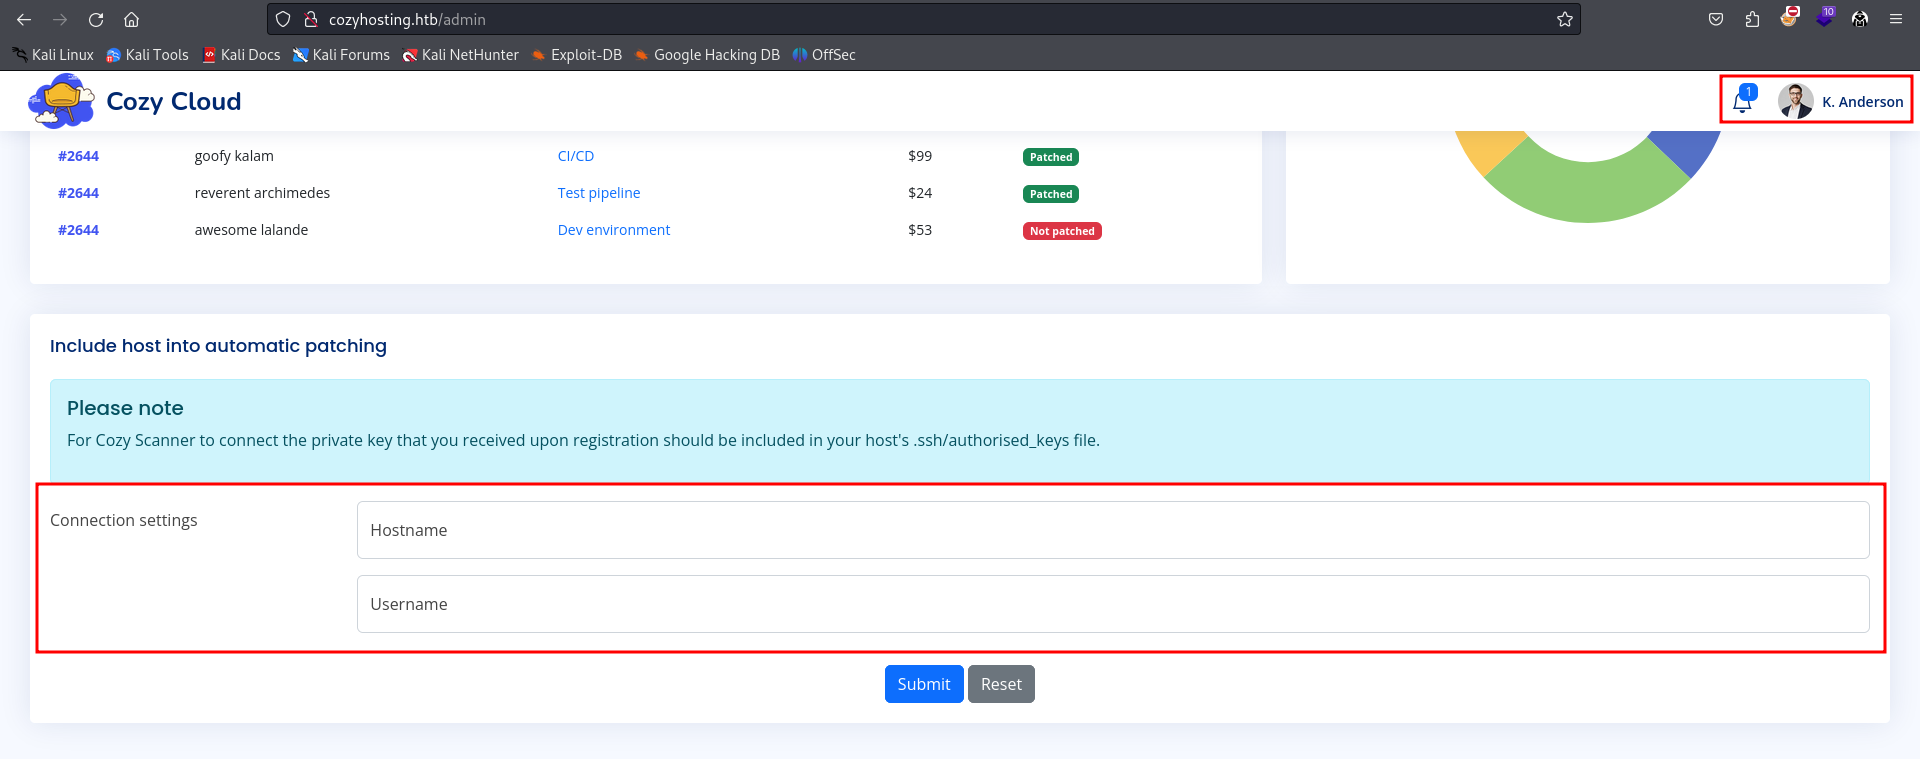 cozyhosting.htb/admin
10
Kali Linux Kali Tools Kali Docs Kali Forums Kali NetHunter Exploit-DB Google Hacking DB OffSec
Cozy Cloud
1
K. Anderson
#2644 goofy kalam CI/CD $99 Patched
#2644 reverent archimedes Test pipeline $24 Patched
#2644 awesome lalande Dev environment $53 Not patched
Include host into automatic patching
Please note
For Cozy Scanner to connect the private key that you received upon registration should be included in your host's .ssh/authorised_keys file.
Connection settings
Hostname
Username
Submit Reset